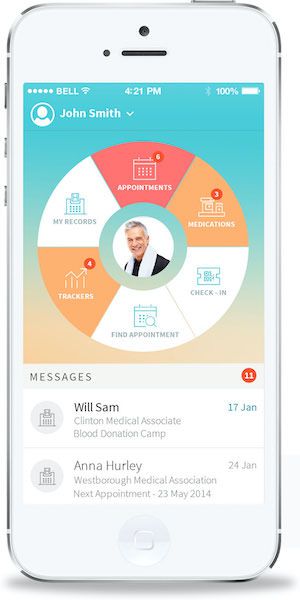 BELL 4:21 PM 100%
John Smith
6
APPOINTMENTS
3
MY RECORDS
MEDICATIONS
4
TRACKERS
CHECK-IN
FIND APPOINTMENT
MESSAGES 11
Will Sam 17 Jan
Clinton Medical Associate
Blood Donation Camp
Anna Hurley 24 Jan
Westborough Medical Association
Next Appointment - 23 May 2014